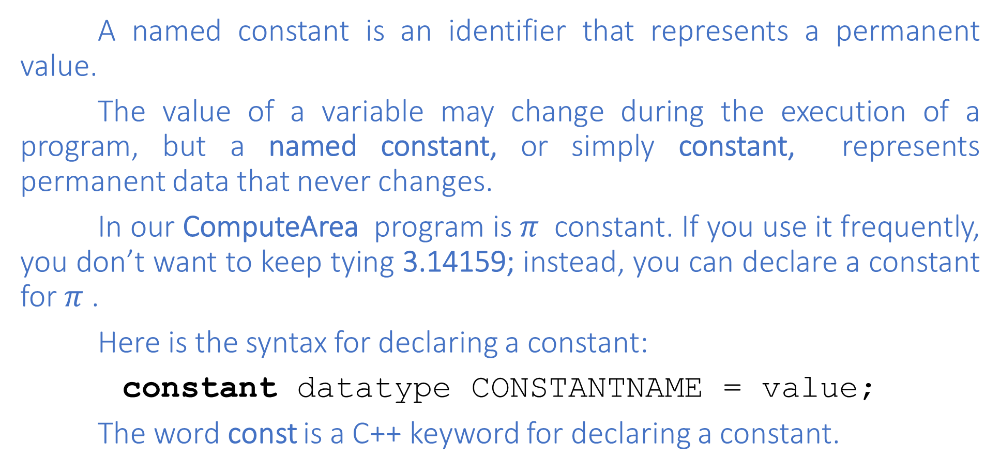 A named constant is an identifier that represents a permanent
value.
The value of a variable may change during the execution of a
program, but a named constant, or simply constant, represents
permanent data that never changes.
In our ComputeArea program is π constant. If you use it frequently,
you don’t want to keep tying 3.14159; instead, you can declare a constant
for π .
Here is the syntax for declaring a constant:
constant datatype CONSTANTNAME = value;
The word const is a C++ keyword for declaring a constant.